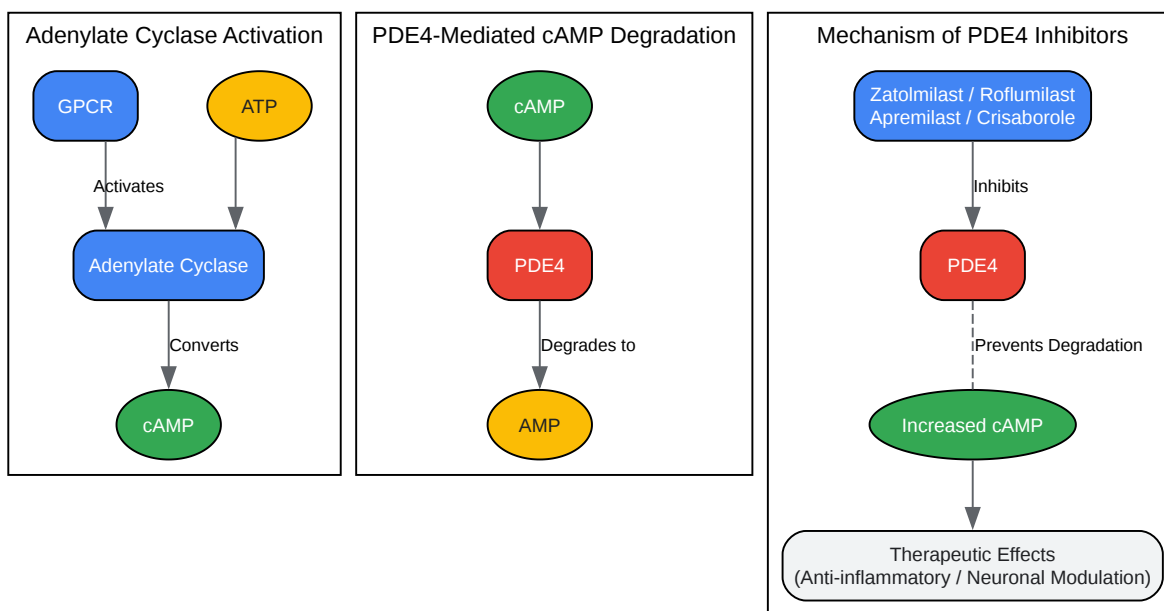 Adenylate Cyclase Activation
GPCR
ATP
Activates
Adenylate Cyclase
Converts
cAMP
PDE4-Mediated cAMP Degradation
cAMP
PDE4
Degrades to
AMP
Mechanism of PDE4 Inhibitors
Zatolmilast / Roflumilast
Apremilast / Crisaborole
Inhibits
PDE4
Prevents Degradation
Increased cAMP
Therapeutic Effects
(Anti-inflammatory / Neuronal Modulation)